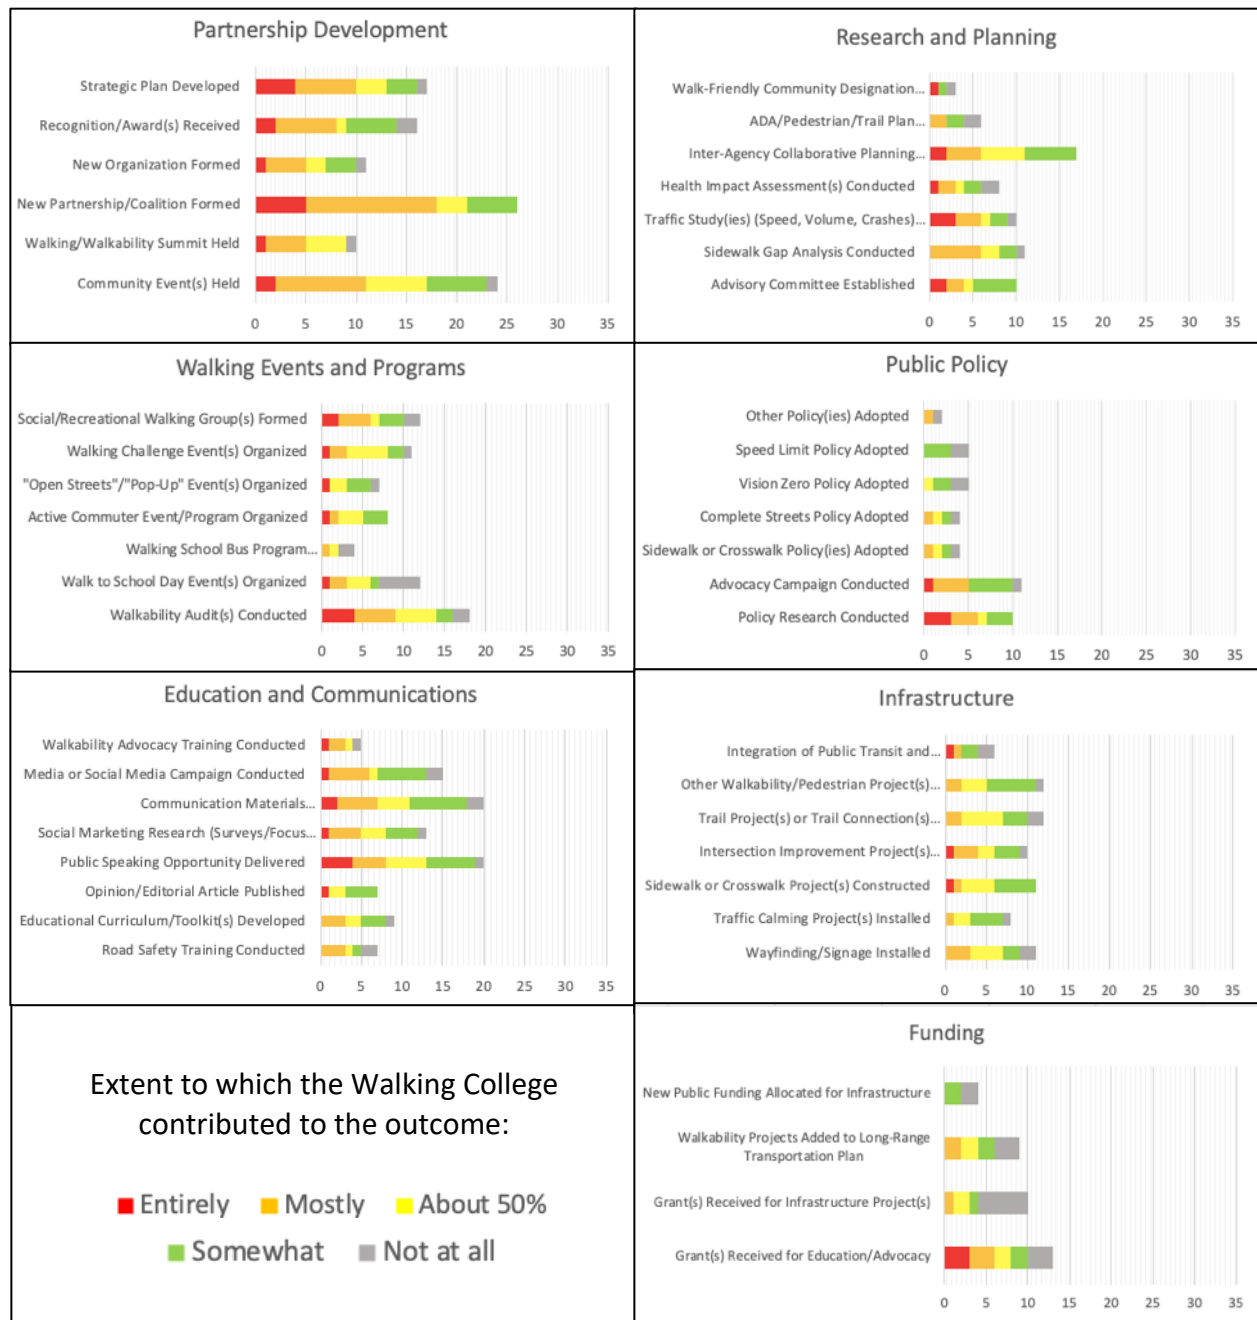 Partnership Development
Strategic Plan Developed
Recognition/Award(s) Received
New Organization Formed
New Partnership/Coalition Formed
Walking/Walkability Summit Held
Community Event(s) Held
0 5 10 15 20 25 30 35
Research and Planning
Walk-Friendly Community Designation...
ADA/Pedestrian/Trail Plan...
Inter-Agency Collaborative Planning...
Health Impact Assessment(s) Conducted
Traffic Study(ies) (Speed, Volume, Crashes)...
Sidewalk Gap Analysis Conducted
Advisory Committee Established
0 5 10 15 20 25 30 35
Walking Events and Programs
Social/Recreational Walking Group(s) Formed
Walking Challenge Event(s) Organized
"Open Streets"/"Pop-Up" Event(s) Organized
Active Commuter Event/Program Organized
Walking School Bus Program...
Walk to School Day Event(s) Organized
Walkability Audit(s) Conducted
0 5 10 15 20 25 30 35
Public Policy
Other Policy(ies) Adopted
Speed Limit Policy Adopted
Vision Zero Policy Adopted
Complete Streets Policy Adopted
Sidewalk or Crosswalk Policy(ies) Adopted
Advocacy Campaign Conducted
Policy Research Conducted
0 5 10 15 20 25 30 35
Education and Communications
Walkability Advocacy Training Conducted
Media or Social Media Campaign Conducted
Communication Materials...
Social Marketing Research (Surveys/Focus...
Public Speaking Opportunity Delivered
Opinion/Editorial Article Published
Educational Curriculum/Toolkit(s) Developed
Road Safety Training Conducted
0 5 10 15 20 25 30 35
Infrastructure
Integration of Public Transit and...
Other Walkability/Pedestrian Project(s)...
Trail Project(s) or Trail Connection(s)...
Intersection Improvement Project(s)...
Sidewalk or Crosswalk Project(s) Constructed
Traffic Calming Project(s) Installed
Wayfinding/Signage Installed
0 5 10 15 20 25 30 35
Extent to which the Walking College
contributed to the outcome:
Entirely Mostly About 50%
Somewhat Not at all
Funding
New Public Funding Allocated for Infrastructure
Walkability Projects Added to Long-Range
Transportation Plan
Grant(s) Received for Infrastructure Project(s)
Grant(s) Received for Education/Advocacy
0 5 10 15 20 25 30 35